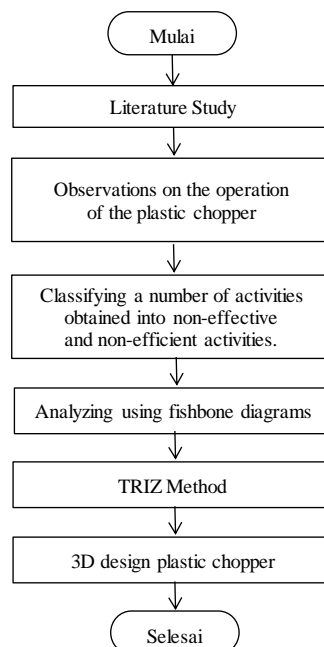 Mulai
Literature Study
Observations on the operation
of the plastic chopper
Classifying a number of activities
obtained into non-effective
and non-efficient activities.
Analyzing using fishbone diagrams
TRIZ Method
3D design plastic chopper
Selesai